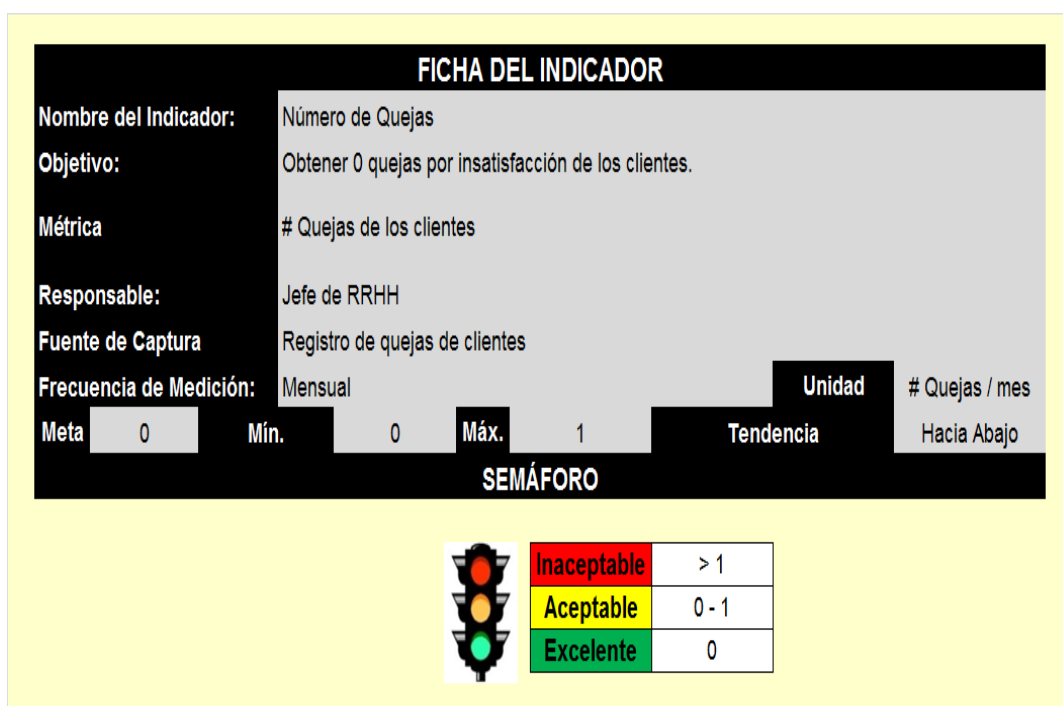 FICHA DEL INDICADOR
Nombre del Indicador: Número de Quejas
Objetivo: Obtener 0 quejas por insatisfacción de los clientes.
Métrica # Quejas de los clientes
Responsable: Jefe de RRHH
Fuente de Captura Registro de quejas de clientes
Frecuencia de Medición: Mensual Unidad # Quejas / mes
Meta 0 Mín. 0 Máx. 1 Tendencia Hacia Abajo
SEMÁFORO
Inaceptable > 1
Aceptable 0 - 1
Excelente 0